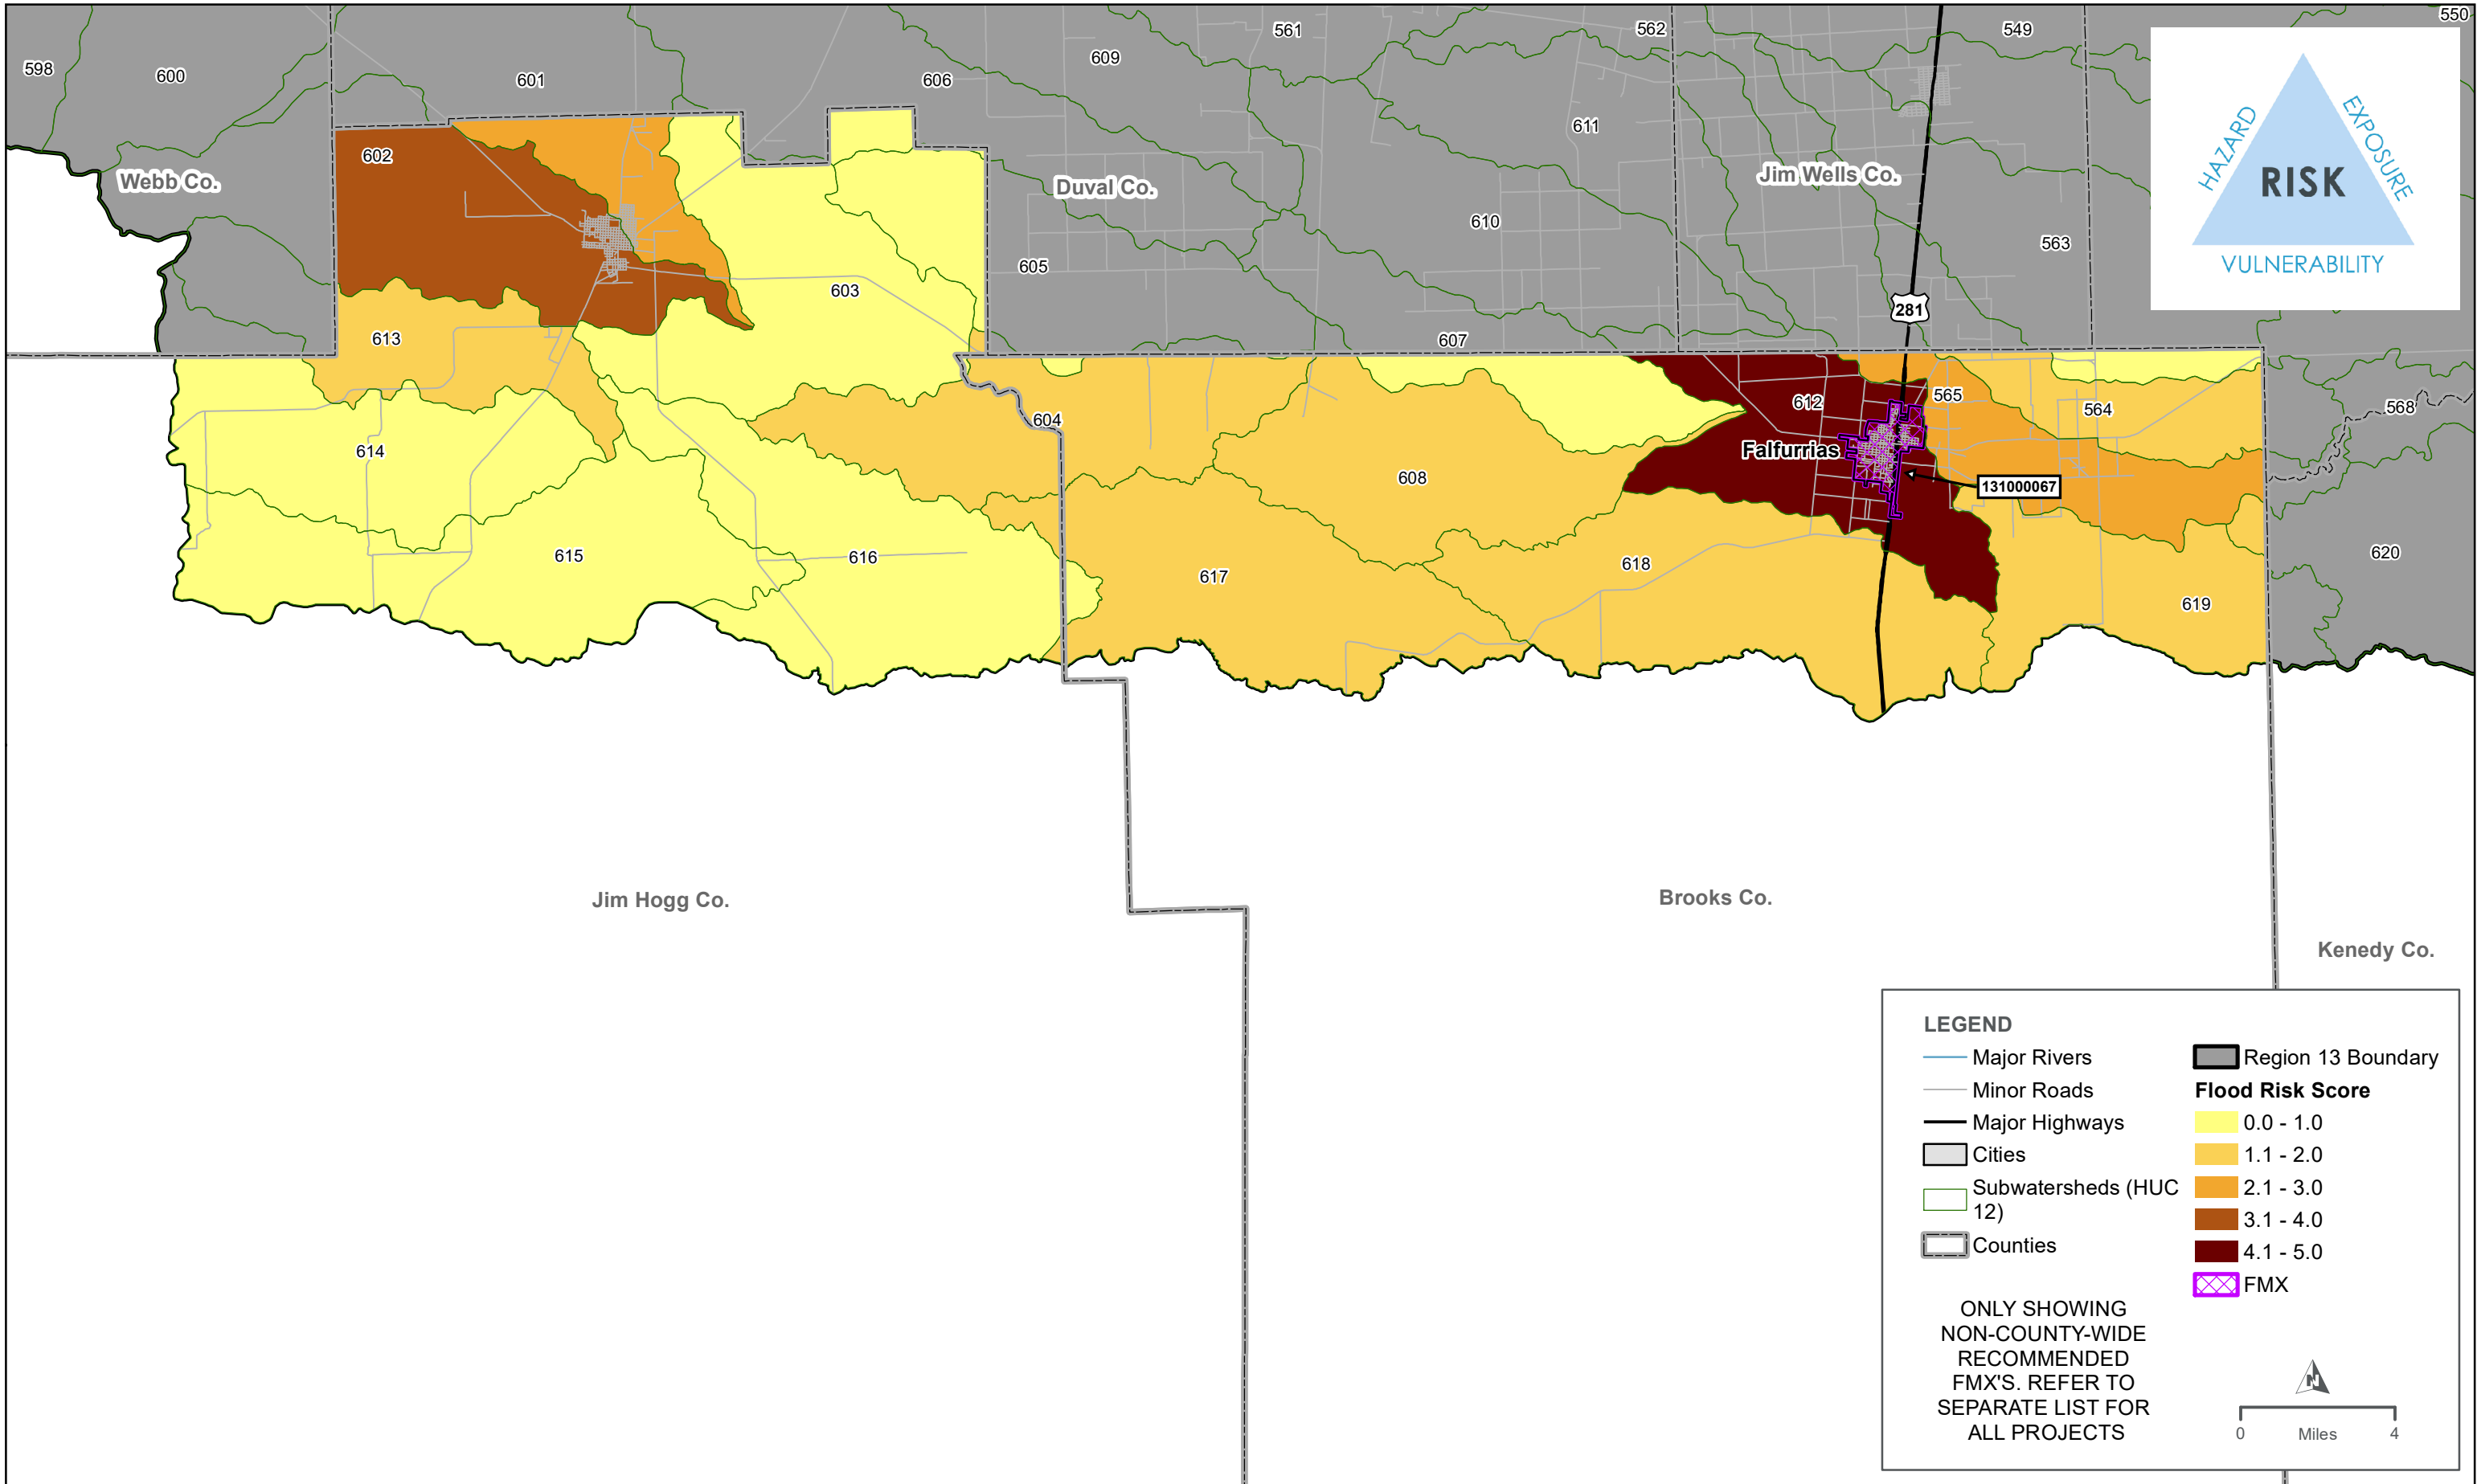 550
561
562
549
609
598
600
601
606
611
602
Webb Co.
Duval Co.
Jim Wells Co.
610
563
605
603
281
613
607
612
565
564
568
604
Falfurrias
614
608
131000067
615
616
617
618
620
619
Jim Hogg Co.
Brooks Co.
Kenedy Co.
HAZARD
EXPOSURE
RISK
VULNERABILITY
LEGEND
Major Rivers
Minor Roads
Major Highways
Cities
Subwatersheds (HUC
12)
Counties
Region 13 Boundary
Flood Risk Score
0.0 - 1.0
1.1 - 2.0
2.1 - 3.0
3.1 - 4.0
4.1 - 5.0
FMX
ONLY SHOWING
NON-COUNTY-WIDE
RECOMMENDED
FMX'S. REFER TO
SEPARATE LIST FOR
ALL PROJECTS
N
0 Miles 4